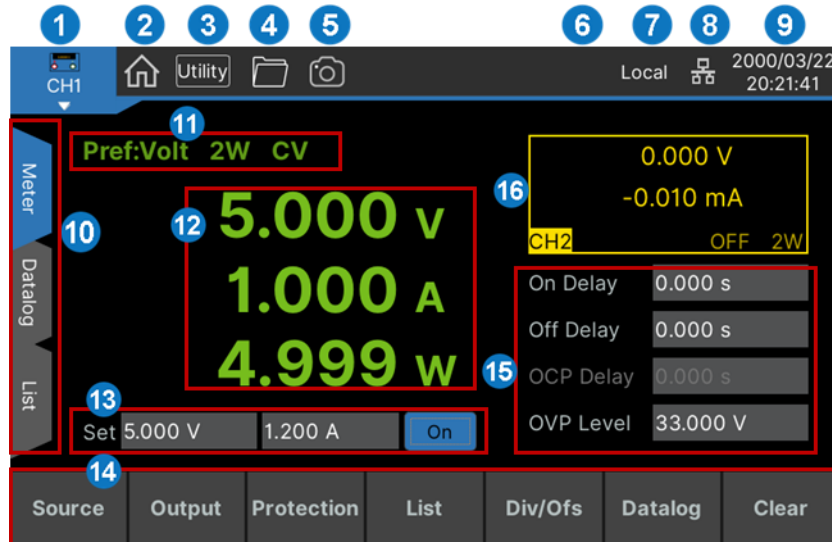 1 2 3 4 5 6 7 8 9
CH1
Utility
Local
2000/03/22
20:21:41
10
Meter
Datalog
List
11
Pref:Volt 2W CV
12
5.000 V
1.000 A
4.999 W
13
Set 5.000 V 1.200 A On
16
0.000 V
-0.010 mA
CH2 OFF 2W
15
On Delay 0.000 s
Off Delay 0.000 s
OCP Delay 0.000 s
OVP Level 33.000 V
14
Source Output Protection List Div/Ofs Datalog Clear